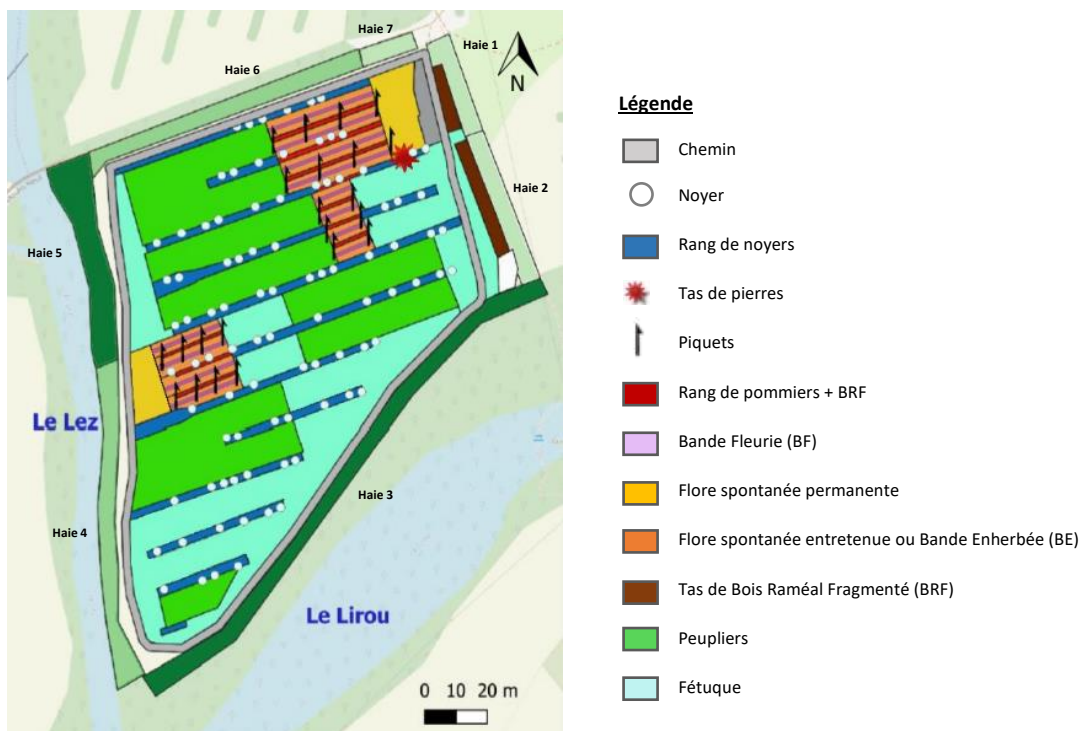 Haie 7
Haie 1
Haie 6
N
Haie 2
Haie 5
Le Lez
Haie 3
Haie 4
Le Lirou
0 10 20 m
Légende
Chemin
Noyer
Rang de noyers
Tas de pierres
Piquets
Rang de pommiers + BRF
Bande Fleurie (BF)
Flore spontanée permanente
Flore spontanée entretenue ou Bande Enherbée (BE)
Tas de Bois Raméal Fragmenté (BRF)
Peupliers
Fétuque